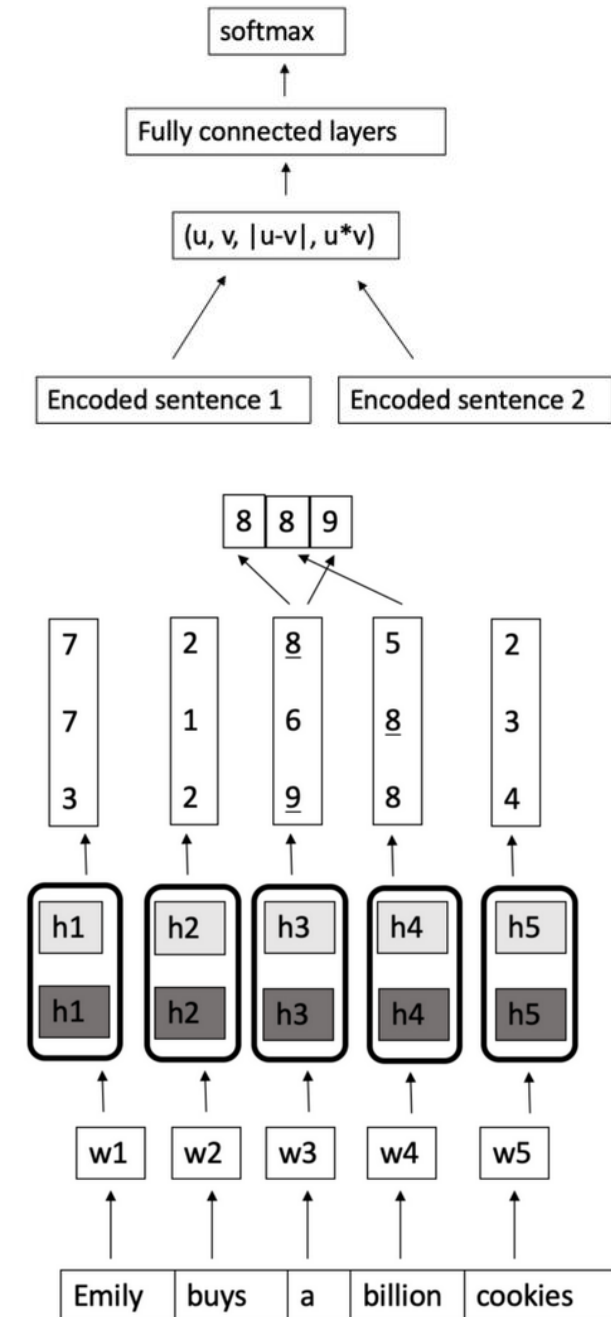 softmax
Fully connected layers
(u, v, |u-v|, u*v)
Encoded sentence 1 Encoded sentence 2
8 8 9
7 2 8 5 2
7 1 6 8 3
3 2 9 8 4
h1 h2 h3 h4 h5
h1 h2 h3 h4 h5
w1 w2 w3 w4 w5
Emily buys a billion cookies